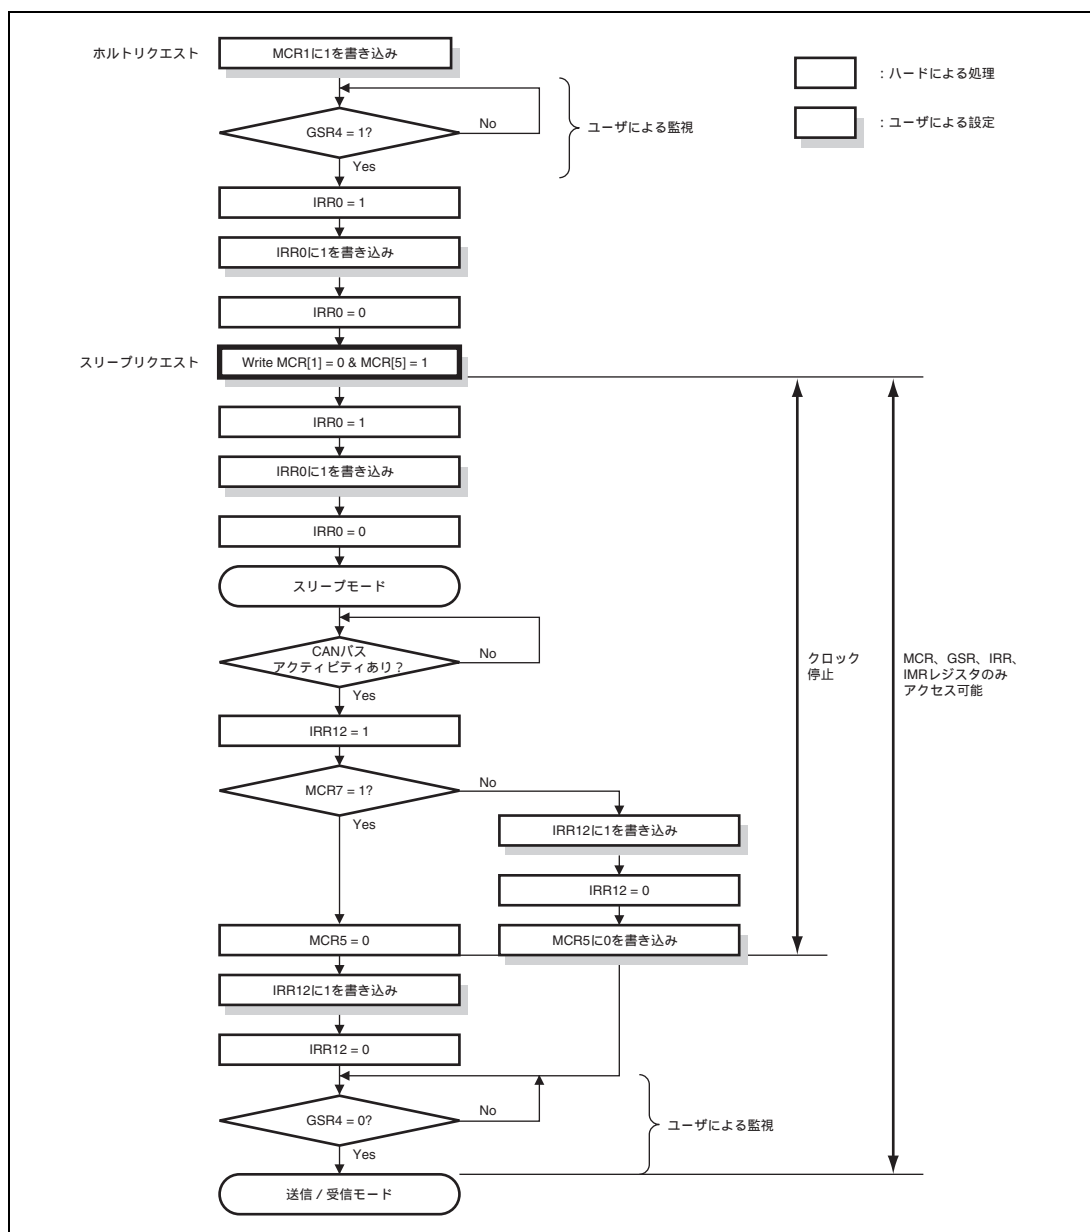 ホルトリクエスト
MCR1に1を書き込み
: ハードによる処理
: ユーザによる設定
GSR4 = 1?
No
ユーザによる監視
Yes
IRR0 = 1
IRR0に1を書き込み
IRR0 = 0
スリープリクエスト
Write MCR[1] = 0 & MCR[5] = 1
IRR0 = 1
IRR0に1を書き込み
IRR0 = 0
スリープモード
CANバス
アクティビティあり?
No
Yes
クロック
停止
MCR、GSR、IRR、
IMRレジスタのみ
アクセス可能
IRR12 = 1
MCR7 = 1?
No
Yes
IRR12に1を書き込み
IRR12 = 0
MCR5 = 0
MCR5に0を書き込み
IRR12に1を書き込み
IRR12 = 0
GSR4 = 0?
No
ユーザによる監視
Yes
送信 / 受信モード